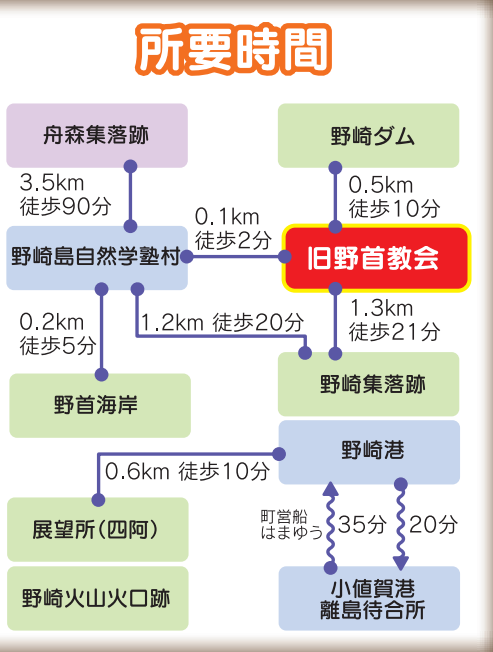 所要時間
舟森集落跡
野崎ダム
3.5km
徒歩90分
0.5km
徒歩10分
0.1km
徒歩2分
野崎島自然学塾村
旧野首教会
0.2km
徒歩5分
1.2km 徒歩20分
1.3km
徒歩21分
野首海岸
野崎集落跡
野崎港
0.6km 徒歩10分
展望所(四阿)
町営船
はまゆう
35分
20分
野崎火山火口跡
小値賀港
離島待合所